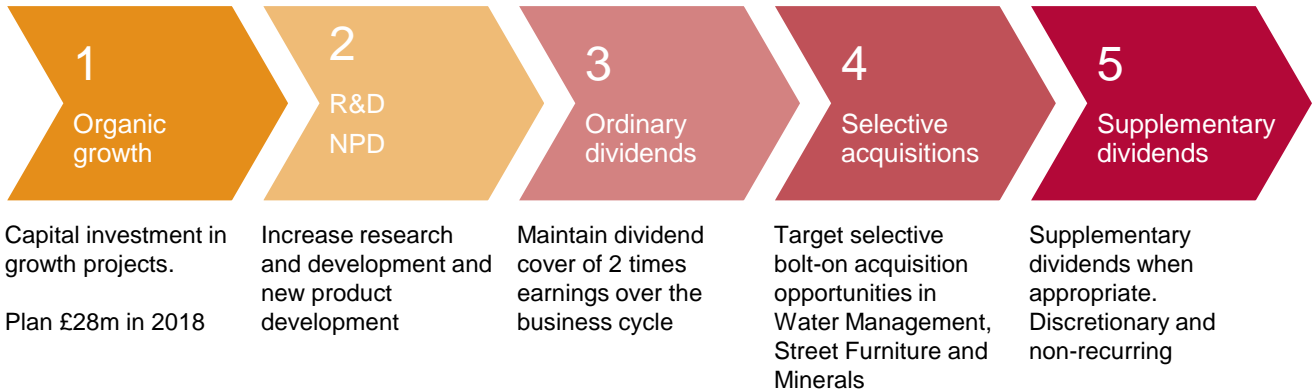 1
Organic
growth
2
R&D
NPD
3
Ordinary
dividends
4
Selective
acquisitions
5
Supplementary
dividends
Capital investment in
growth projects.
Plan £28m in 2018
Increase research
and development and
new product
development
Maintain dividend
cover of 2 times
earnings over the
business cycle
Target selective
bolt-on acquisition
opportunities in
Water Management,
Street Furniture and
Minerals
Supplementary
dividends when
appropriate.
Discretionary and
non-recurring